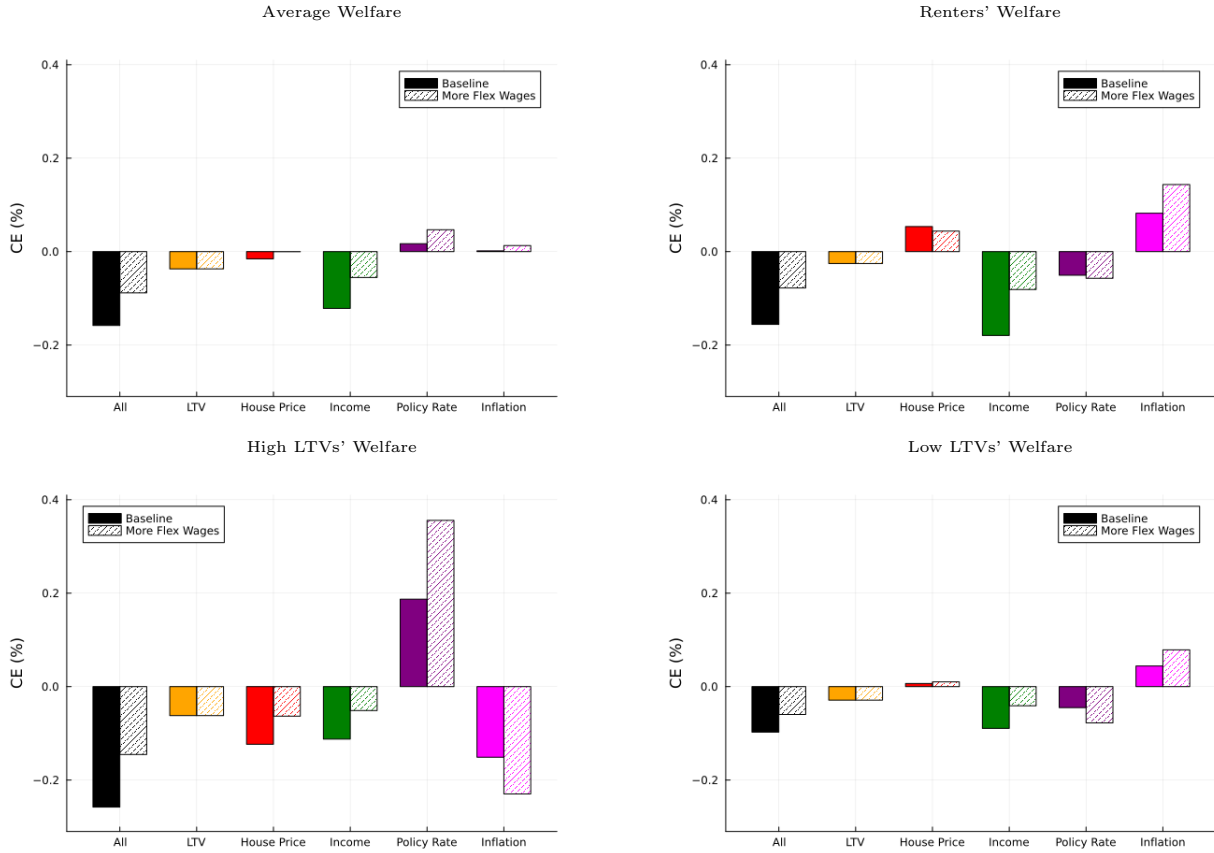 Average Welfare
CE (%)
0.4
0.2
0.0
−0.2
Baseline
More Flex Wages
All LTV House Price Income Policy Rate Inflation
Renters' Welfare
CE (%)
0.4
0.2
0.0
−0.2
Baseline
More Flex Wages
All LTV House Price Income Policy Rate Inflation
High LTVs' Welfare
CE (%)
0.4
0.2
0.0
−0.2
Baseline
More Flex Wages
All LTV House Price Income Policy Rate Inflation
Low LTVs' Welfare
CE (%)
0.4
0.2
0.0
−0.2
Baseline
More Flex Wages
All LTV House Price Income Policy Rate Inflation